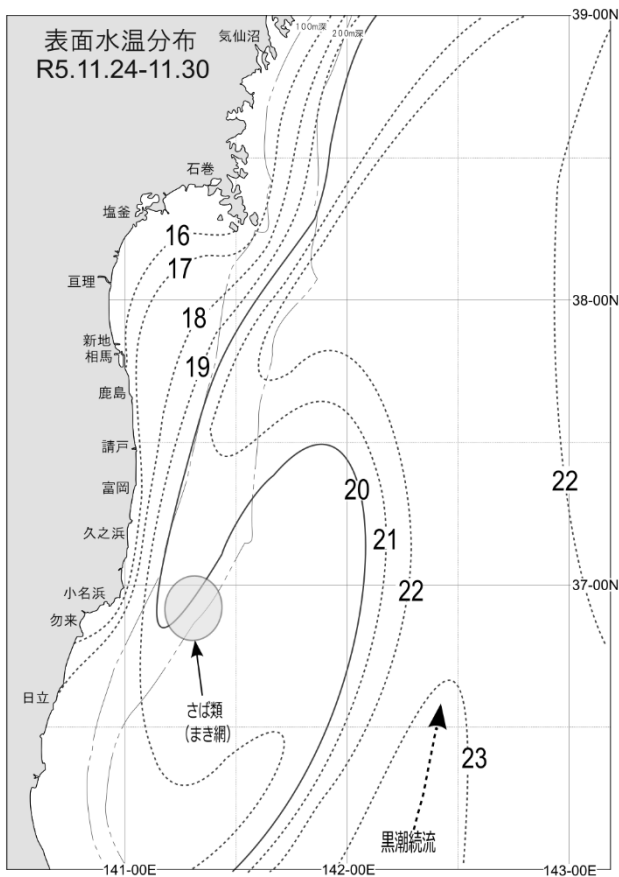 表面水温分布
R5.11.24-11.30
気仙沼
100m深
200m深
39-00N
石巻
塩釜
16
17
亘理
18
38-00N
新地
相馬
19
鹿島
請戸
富岡
20
22
久之浜
21
小名浜
22
37-00N
勿来
日立
さば類
(まき網)
23
黒潮続流
141-00E
142-00E
143-00E